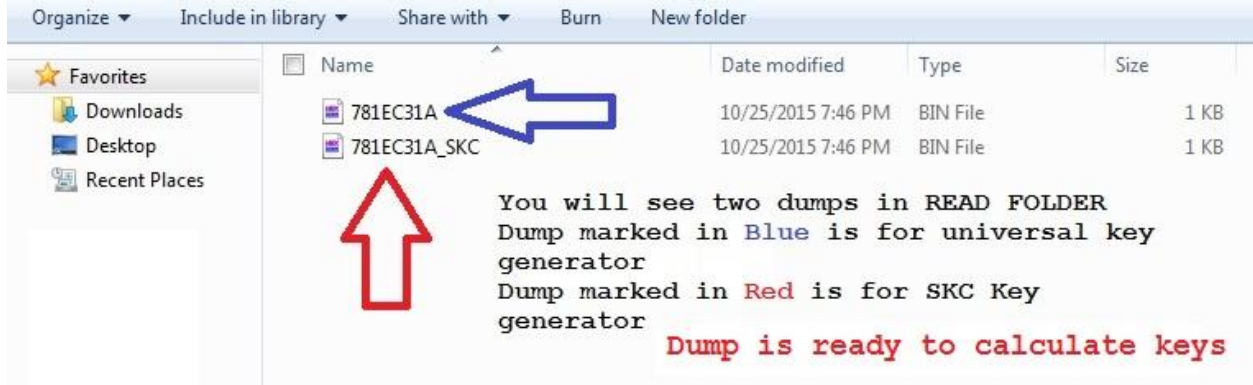 Organize Include in library Share with Burn New folder
Name Date modified Type Size
Favorites
Downloads
Desktop
Recent Places
781EC31A 10/25/2015 7:46 PM BIN File 1 KB
781EC31A_SKC 10/25/2015 7:46 PM BIN File 1 KB
You will see two dumps in READ FOLDER
Dump marked in Blue is for universal key
generator
Dump marked in Red is for SKC Key
generator
Dump is ready to calculate keys